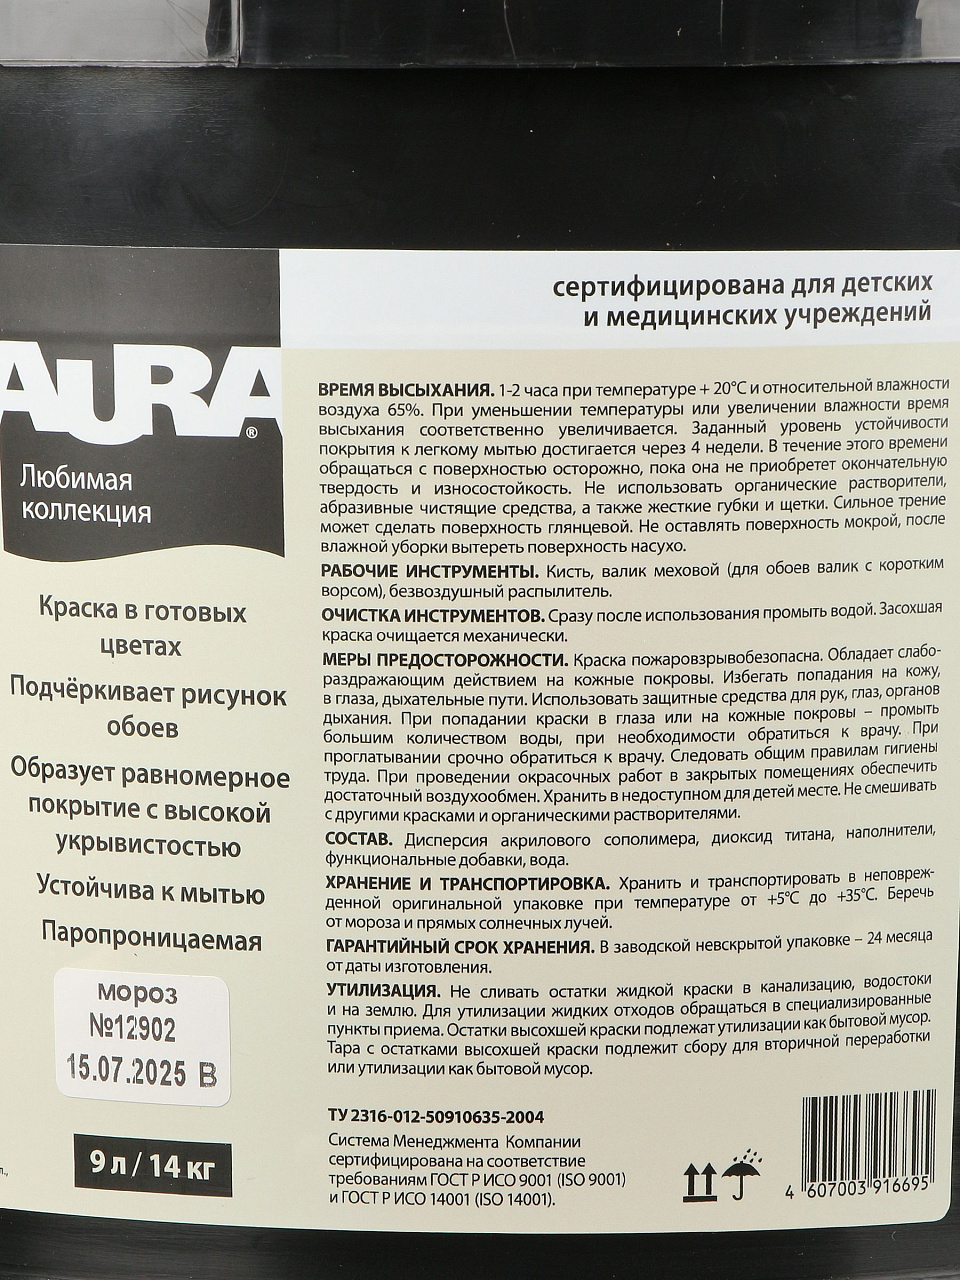 сертифицирована для детских
и медицинских учреждений
AURA®
Любимая
коллекция
Краска в готовых
цветах
Подчёркивает рисунок
обоев
Образует равномерное
покрытие с высокой
укрывистостью
Устойчива к мытью
Паропроницаемая
мороз
№12902
15.07.2025 В
9 л / 14 кг
ВРЕМЯ ВЫСЫХАНИЯ. 1-2 часа при температуре + 20°С и относительной влажности
воздуха 65%. При уменьшении температуры или увеличении влажности время
высыхания соответственно увеличивается. Заданный уровень устойчивости
покрытия к легкому мытью достигается через 4 недели. В течение этого времени
обращаться с поверхностью осторожно, пока она не приобретет окончательную
твердость и износостойкость. Не использовать органические растворители,
абразивные чистящие средства, а также жесткие губки и щетки. Сильное трение
может сделать поверхность глянцевой. Не оставлять поверхность мокрой, после
влажной уборки вытереть поверхность насухо.
РАБОЧИЕ ИНСТРУМЕНТЫ. Кисть, валик меховой (для обоев валик с коротким
ворсом), безвоздушный распылитель.
ОЧИСТКА ИНСТРУМЕНТОВ. Сразу после использования промыть водой. Засохшая
краска очищается механически.
МЕРЫ ПРЕДОСТОРОЖНОСТИ. Краска пожаровзрывобезопасна. Обладает слабо-
раздражающим действием на кожные покровы. Избегать попадания на кожу,
в глаза, дыхательные пути. Использовать защитные средства для рук, глаз, органов
дыхания. При попадании краски в глаза или на кожные покровы – промыть
большим количеством воды, при необходимости обратиться к врачу. При
проглатывании срочно обратиться к врачу. Следовать общим правилам гигиены
труда. При проведении окрасочных работ в закрытых помещениях обеспечить
достаточный воздухообмен. Хранить в недоступном для детей месте. Не смешивать
с другими красками и органическими растворителями.
СОСТАВ. Дисперсия акрилового сополимера, диоксид титана, наполнители,
функциональные добавки, вода.
ХРАНЕНИЕ И ТРАНСПОРТИРОВКА. Хранить и транспортировать в неповреж-
денной оригинальной упаковке при температуре от +5°С до +35°С. Беречь
от мороза и прямых солнечных лучей.
ГАРАНТИЙНЫЙ СРОК ХРАНЕНИЯ. В заводской невскрытой упаковке – 24 месяца
от даты изготовления.
УТИЛИЗАЦИЯ. Не сливать остатки жидкой краски в канализацию, водостоки
и на землю. Для утилизации жидких отходов обращаться в специализированные
пункты приема. Остатки высохшей краски подлежат утилизации как бытовой мусор.
Тара с остатками высохшей краски подлежит сбору для вторичной переработки
или утилизации как бытовой мусор.
ТУ 2316-012-50910635-2004
Система Менеджмента Компании
сертифицирована на соответствие
требованиям ГОСТ Р ИСО 9001 (ISO 9001)
и ГОСТ Р ИСО 14001 (ISO 14001).
4 607003 916695